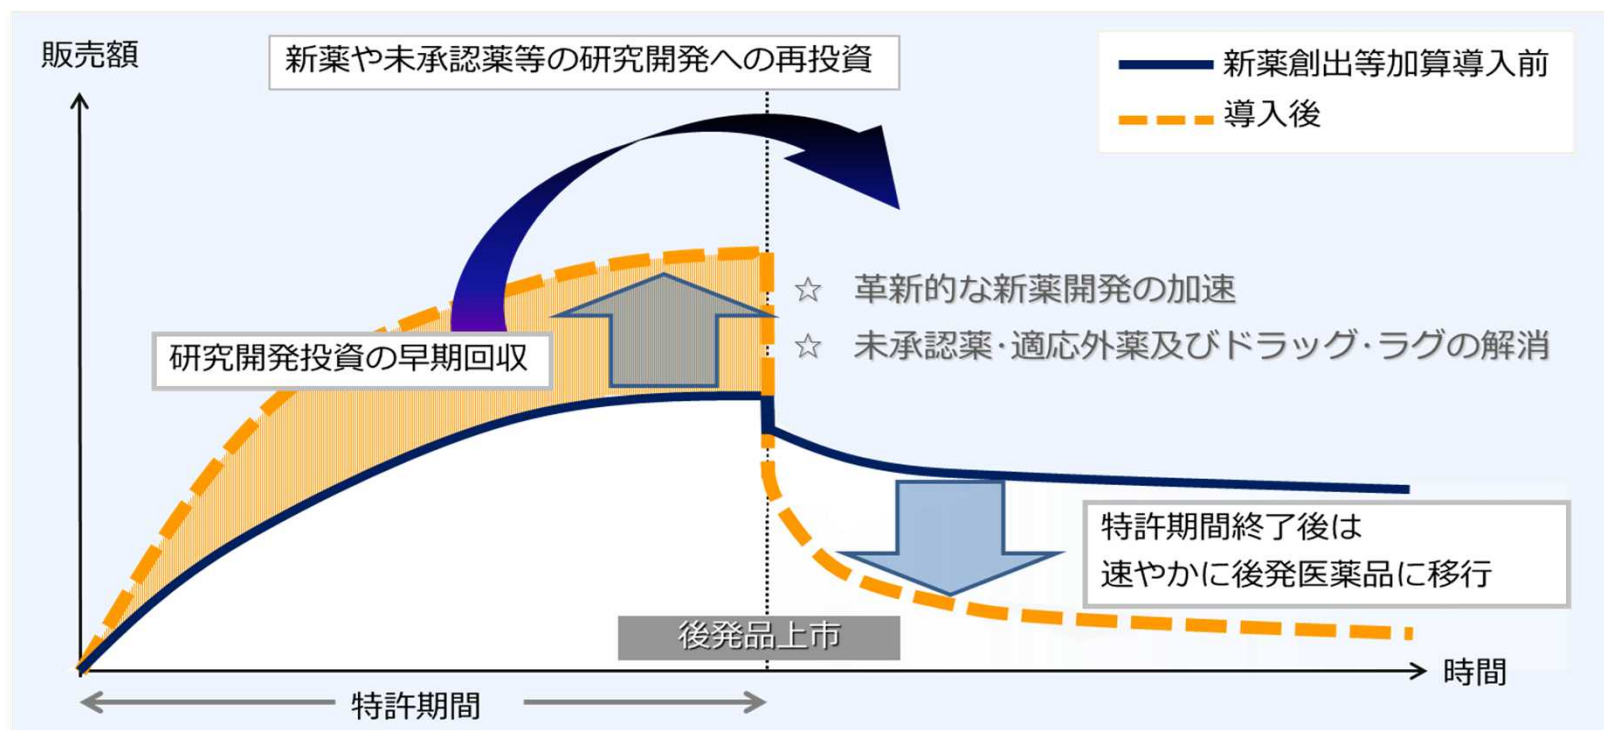 販売額
新薬や未承認薬等の研究開発への再投資
新薬創出等加算導入前
導入後
☆ 革新的な新薬開発の加速
☆ 未承認薬・適応外薬及びドラッグ・ラグの解消
研究開発投資の早期回収
特許期間終了後は
速やかに後発医薬品に移行
後発品上市
時間
特許期間